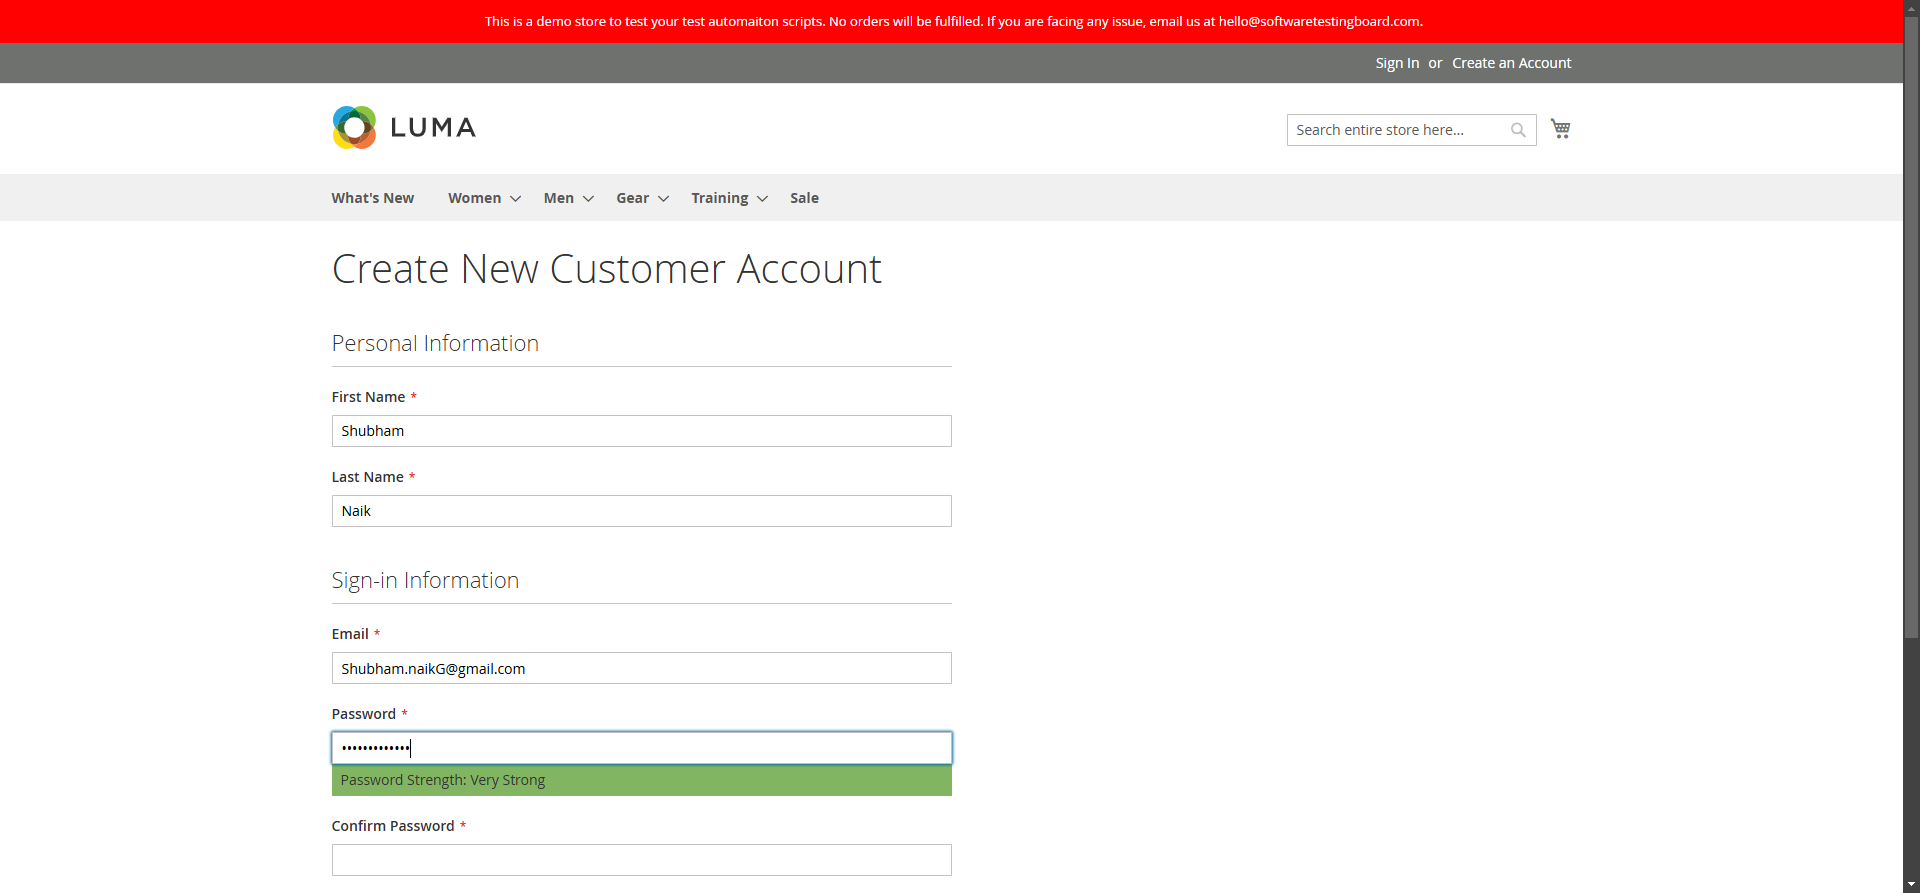 This is a demo store to test your test automaiton scripts. No orders will be fulfilled. If you are facing any issue, email us at hello@softwaretestingboard.com.
Sign In or Create an Account
LUMA
Search entire store here...
What's New Women Men Gear Training Sale
Create New Customer Account
Personal Information
First Name *
Shubham
Last Name *
Naik
Sign-in Information
Email *
Shubham.naikG@gmail.com
Password *
•••••••••••••
Password Strength: Very Strong
Confirm Password *